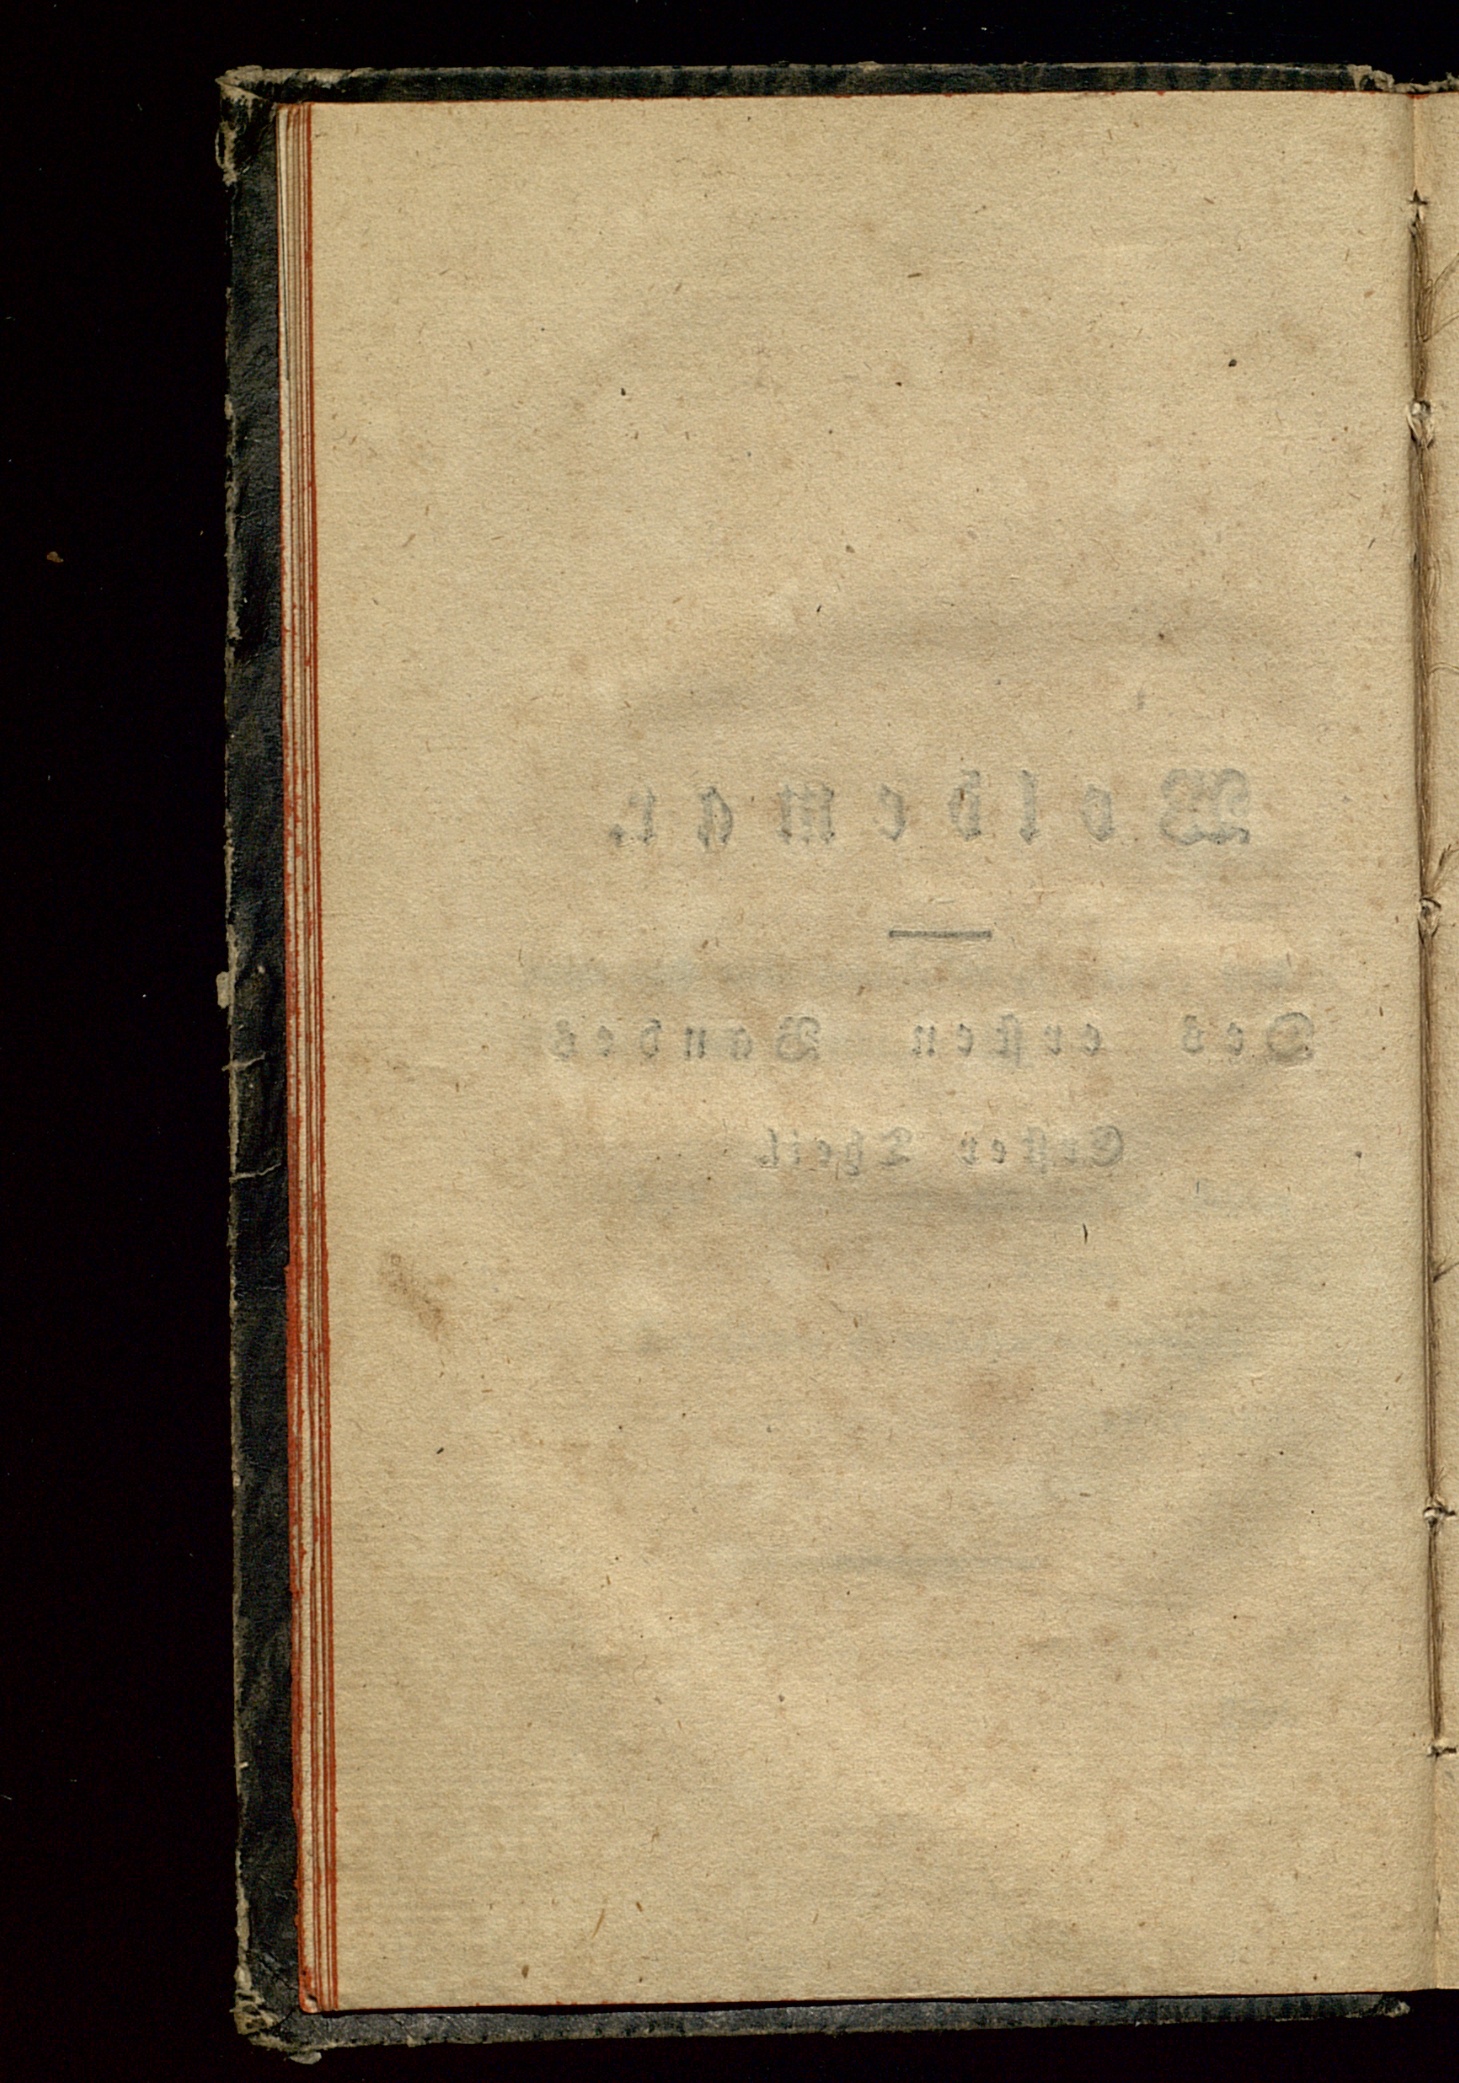 Woldemar.
Des ersten Bandes
Erster Theil.